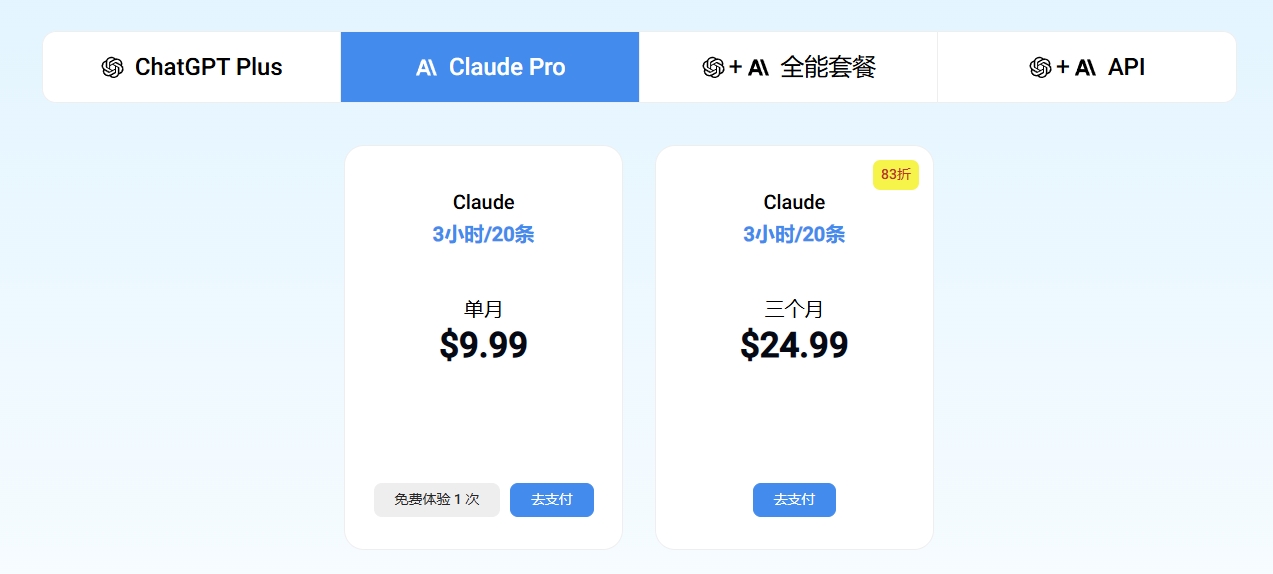 ChatGPT Plus
Claude Pro
+ 全能套餐
+ API
Claude
3小时/20条
单月
$9.99
免费体验 1 次
去支付
83折
Claude
3小时/20条
三个月
$24.99
去支付